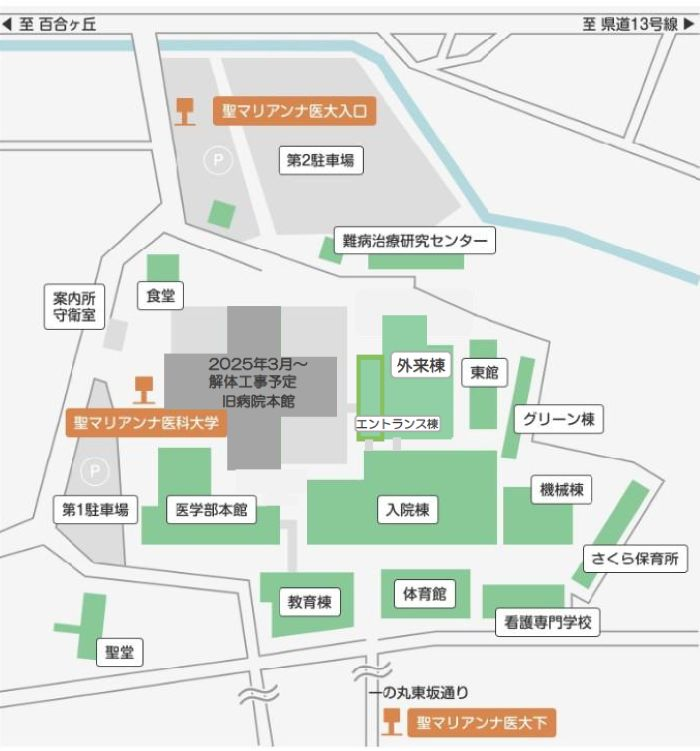 ◀ 至 百合ヶ丘
至 県道13号線 ▶
聖マリアンナ医大入口
P
第2駐車場
難病治療研究センター
食堂
案内所
守衛室
2025年3月～
解体工事予定
旧病院本館
外来棟
東館
聖マリアンナ医科大学
エントランス棟
グリーン棟
P
第1駐車場
医学部本館
入院棟
機械棟
さくら保育所
教育棟
体育館
看護専門学校
聖堂
一の丸東坂通り
聖マリアンナ医大下